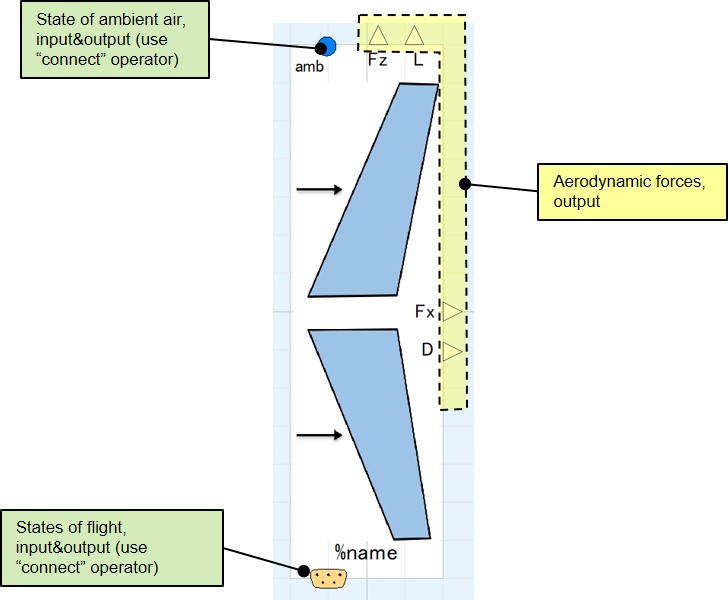 State of ambient air,
input&output (use
“connect” operator)
amb
Fz L
Aerodynamic forces,
output
Fx
D
States of flight,
input&output (use
“connect” operator)
%name